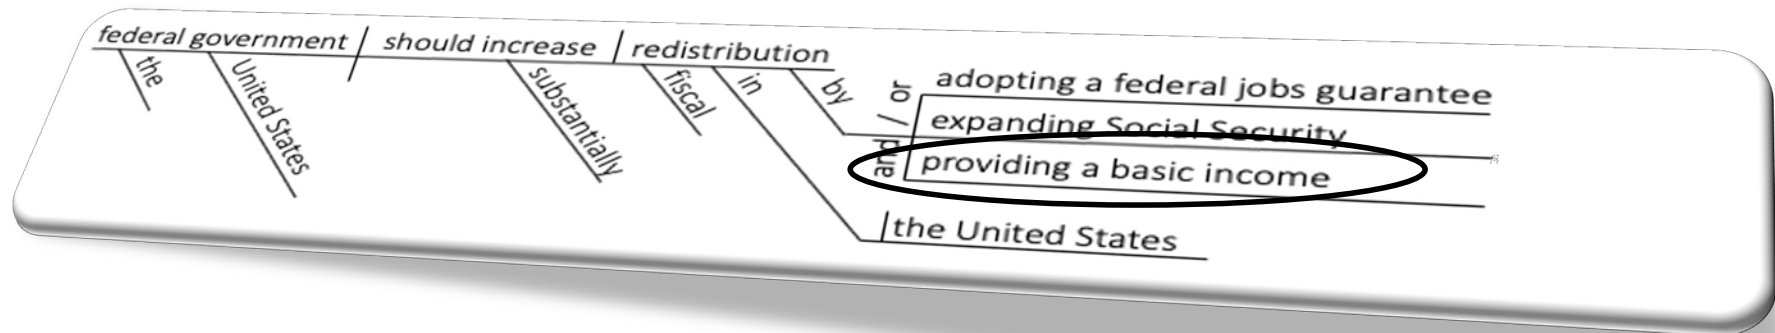 federal government should increase redistribution
the United States substantially fiscal in by
and / or
adopting a federal jobs guarantee
expanding Social Security
providing a basic income
the United States